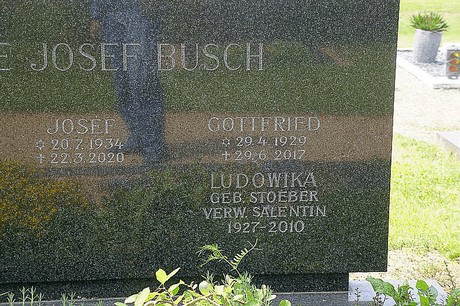 E JOSEF BUSCH
JOSEF
☆ 20.7.1934
✝ 22.3.2020
GOTTFRIED
☆ 29.4.1929
✝ 29.6.2017
LUDOWIKA
GEB. STOEBER
VERW. SALENTIN
1927-2010